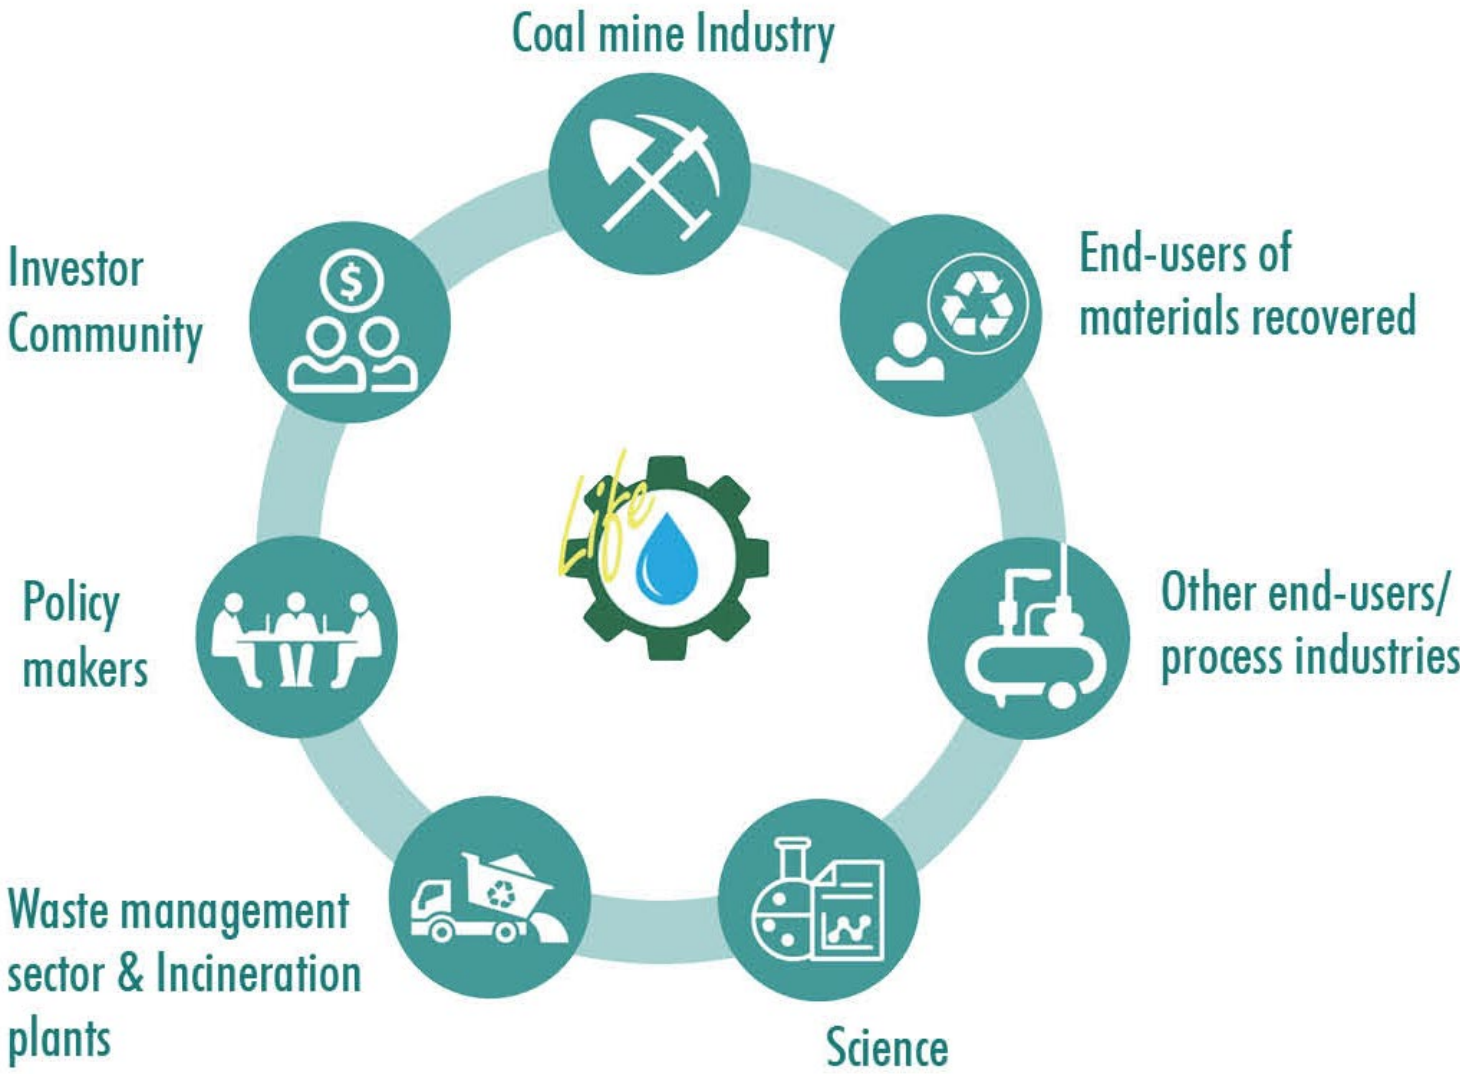 Coal mine Industry
End-users of
materials recovered
Other end-users/
process industries
Science
Waste management
sector & Incineration
plants
Policy
makers
Investor
Community
$
Life